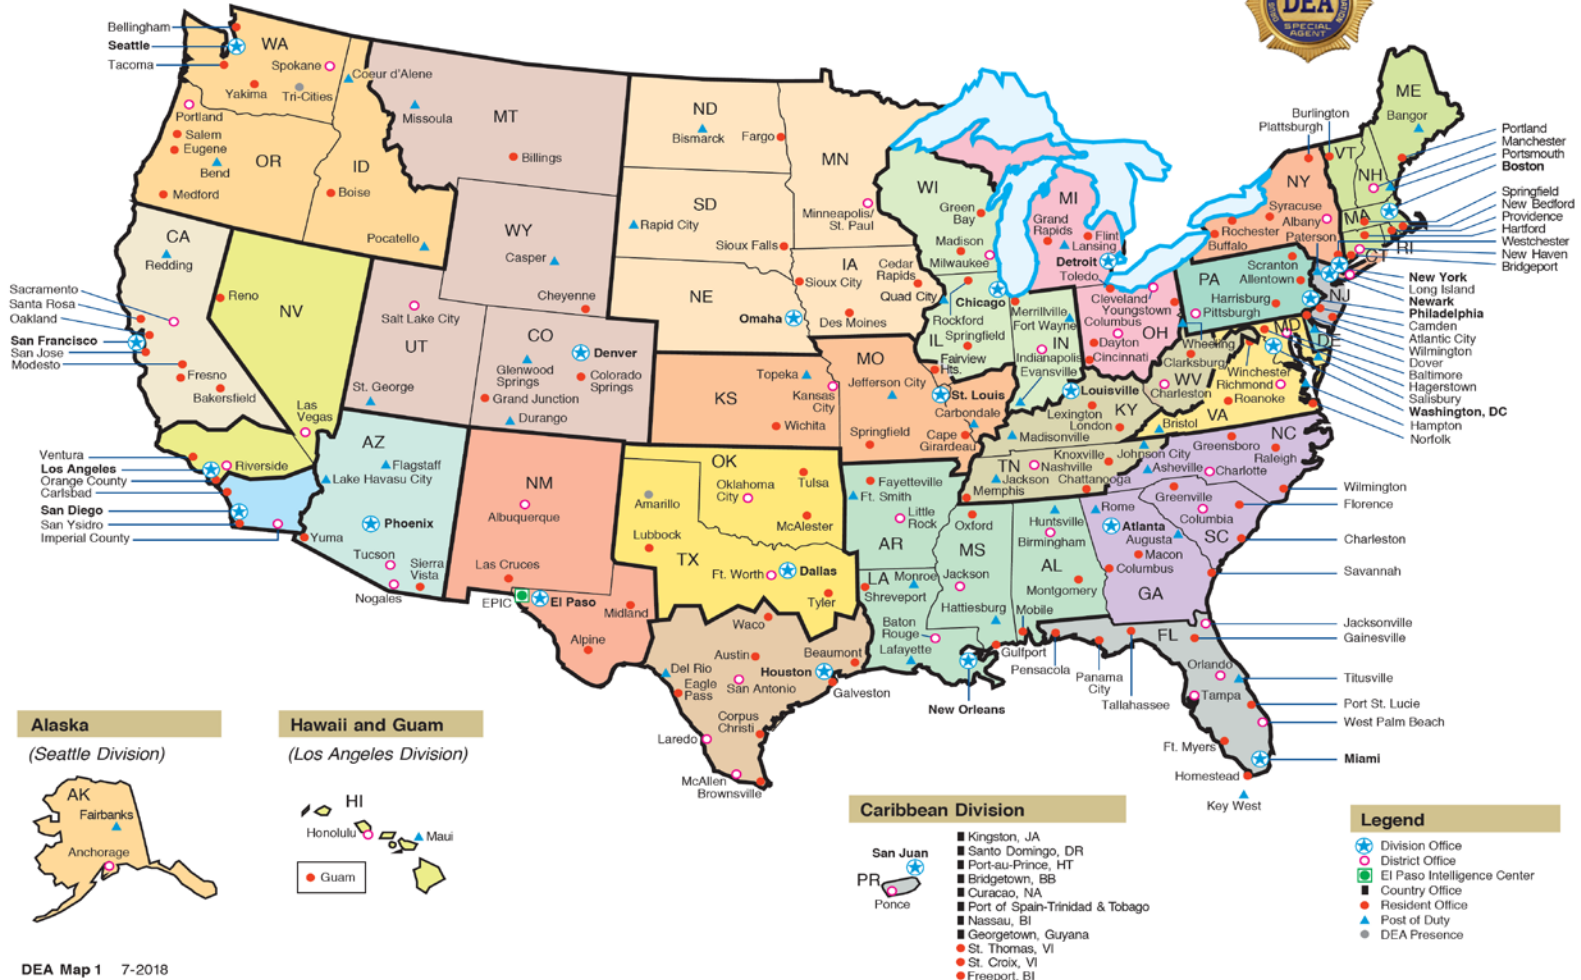 DEA
SPECIAL
AGENT
Bellingham
Seattle
Tacoma
WA
Spokane
Yakima
Tri-Cities
Coeur d'Alene
Portland
Salem
Eugene
Bend
OR
Medford
ID
Boise
Pocatello
MT
Missoula
Billings
WY
Casper
Cheyenne
ND
Bismarck
Fargo
SD
Rapid City
Sioux Falls
NE
Omaha
MN
Minneapolis/
St. Paul
IA
Sioux City
Cedar
Rapids
Quad City
Des Moines
WI
Green
Bay
Madison
Milwaukee
MI
Grand
Rapids
Flint
Lansing
Detroit
Toledo
CA
Redding
Sacramento
Santa Rosa
Oakland
San Francisco
San Jose
Modesto
Fresno
Bakersfield
NV
Reno
Las
Vegas
UT
Salt Lake City
St. George
CO
Glenwood
Springs
Denver
Colorado
Springs
Grand Junction
Durango
KS
Topeka
Kansas
City
Wichita
MO
Jefferson City
St. Louis
Springfield
Cape
Girardeau
Chicago
Rockford
Springfield
IL
Fairview
Hts.
Carbondale
Merrillville
Fort Wayne
IN
Indianapolis
Evansville
Cleveland
Youngstown
Columbus
OH
Dayton
Cincinnati
Louisville
Lexington
KY
London
Madisonville
Wheeling
Clarksburg
WV
Charleston
Winchester
Richmond
Roanoke
VA
Bristol
MD
DE
PA
Scranton
Allentown
Harrisburg
Pittsburgh
NJ
NY
Syracuse
Albany
Rochester
Buffalo
Paterson
Burlington
Plattsburgh
VT
NH
MA
CT
RI
ME
Bangor
Portland
Manchester
Portsmouth
Boston
Springfield
New Bedford
Providence
Hartford
Westchester
New Haven
Bridgeport
New York
Long Island
Newark
Philadelphia
Camden
Atlantic City
Wilmington
Dover
Baltimore
Hagerstown
Salisbury
Washington, DC
Hampton
Norfolk
Ventura
Los Angeles
Orange County
Carlsbad
San Diego
San Ysidro
Imperial County
Riverside
AZ
Flagstaff
Lake Havasu City
Phoenix
Yuma
Tucson
Sierra
Vista
Nogales
NM
Albuquerque
Las Cruces
EPIC
El Paso
Midland
Alpine
OK
Oklahoma
City
Tulsa
McAlester
Amarillo
Lubbock
TX
Ft. Worth
Dallas
Tyler
Waco
Austin
Beaumont
Houston
Galveston
Del Rio
Eagle
Pass
San Antonio
Corpus
Christi
Laredo
McAllen
Brownsville
Fayetteville
Ft. Smith
Little
Rock
AR
LA
Monroe
Shreveport
Baton
Rouge
Lafayette
New Orleans
Oxford
MS
Jackson
Hattiesburg
Gulfport
TN
Nashville
Jackson
Memphis
Knoxville
Johnson City
Chattanooga
Huntsville
Birmingham
AL
Montgomery
Mobile
Rome
Atlanta
Augusta
Macon
Columbus
GA
NC
Greensboro
Raleigh
Asheville
Charlotte
Greenville
Columbia
SC
Wilmington
Florence
Charleston
Savannah
Jacksonville
Gainesville
FL
Pensacola
Panama
City
Tallahassee
Orlando
Tampa
Titusville
Port St. Lucie
West Palm Beach
Ft. Myers
Miami
Homestead
Key West
Alaska
(Seattle Division)
AK
Fairbanks
Anchorage
Hawaii and Guam
(Los Angeles Division)
HI
Honolulu
Maui
Guam
Caribbean Division
San Juan
PR
Ponce
Kingston, JA
Santo Domingo, DR
Port-au-Prince, HT
Bridgetown, BB
Curacao, NA
Port of Spain-Trinidad & Tobago
Nassau, BI
Georgetown, Guyana
St. Thomas, VI
St. Croix, VI
Freeport, BI
Legend
Division Office
District Office
El Paso Intelligence Center
Country Office
Resident Office
Post of Duty
DEA Presence
DEA Map 1 7-2018